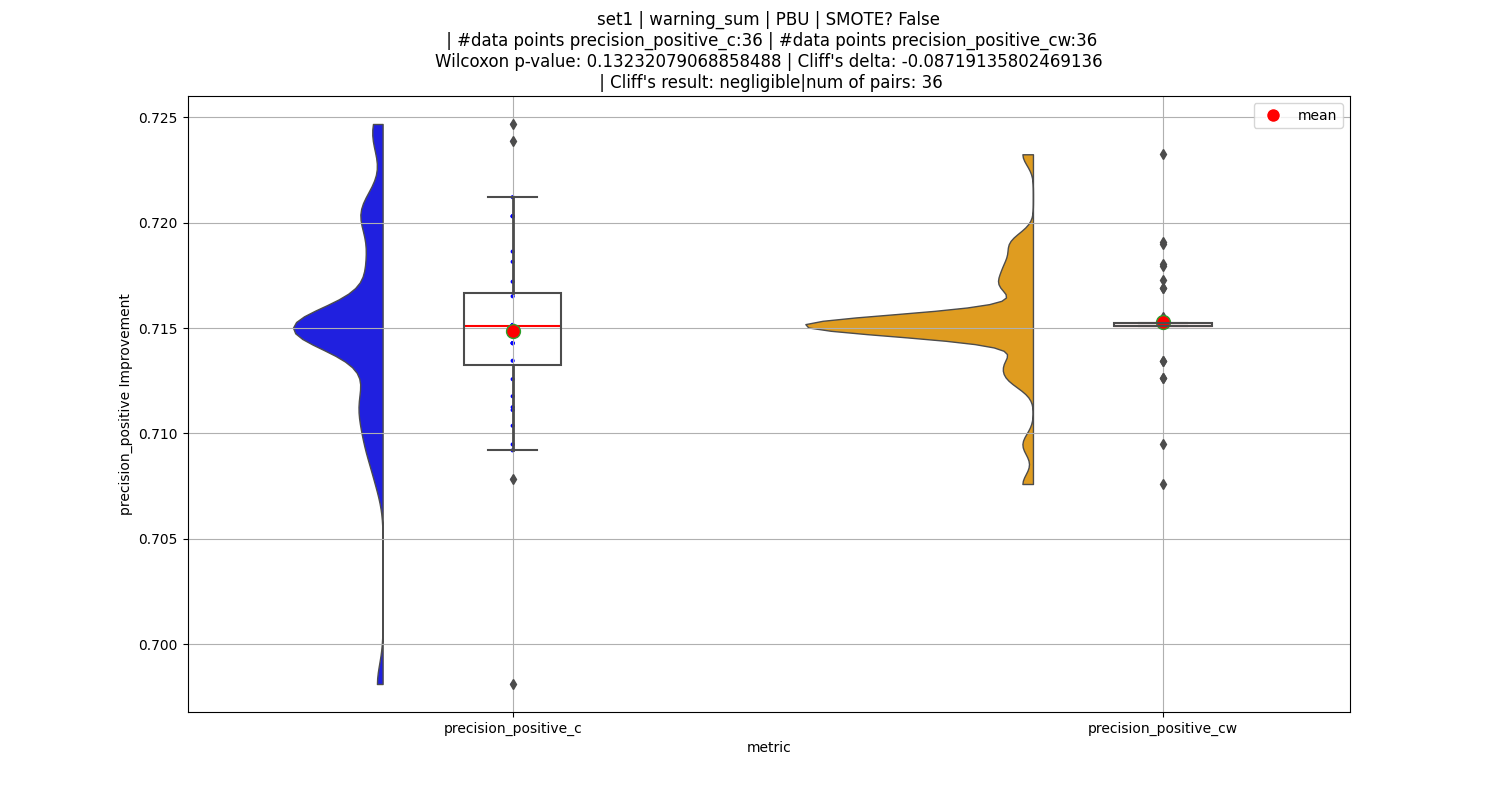 set1 | warning_sum | PBU | SMOTE? False
| #data points precision_positive_c:36 | #data points precision_positive_cw:36
Wilcoxon p-value: 0.13232079068858488 | Cliff's delta: -0.08719135802469136
| Cliff's result: negligible|num of pairs: 36
mean
0.725
0.720
0.715
0.710
0.705
0.700
precision_positive Improvement
precision_positive_c
precision_positive_cw
metric